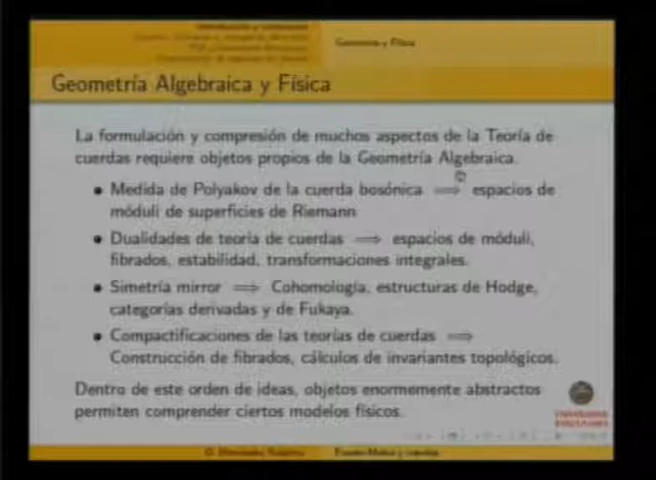 Geometría y Física
Geometría Algebraica y Física
La formulación y compresión de muchos aspectos de la Teoría de
cuerdas requiere objetos propios de la Geometría Algebraica.
• Medida de Polyakov de la cuerda bosónica ⟹ espacios de
móduli de superficies de Riemann
• Dualidades de teoría de cuerdas ⟹ espacios de móduli,
fibrados, estabilidad, transformaciones integrales.
• Simetría mirror ⟹ Cohomología, estructuras de Hodge,
categorías derivadas y de Fukaya.
• Compactificaciones de las teorías de cuerdas ⟹
Construcción de fibrados, cálculos de invariantes topológicos.
Dentro de este orden de ideas, objetos enormemente abstractos
permiten comprender ciertos modelos físicos.
y cuerdas